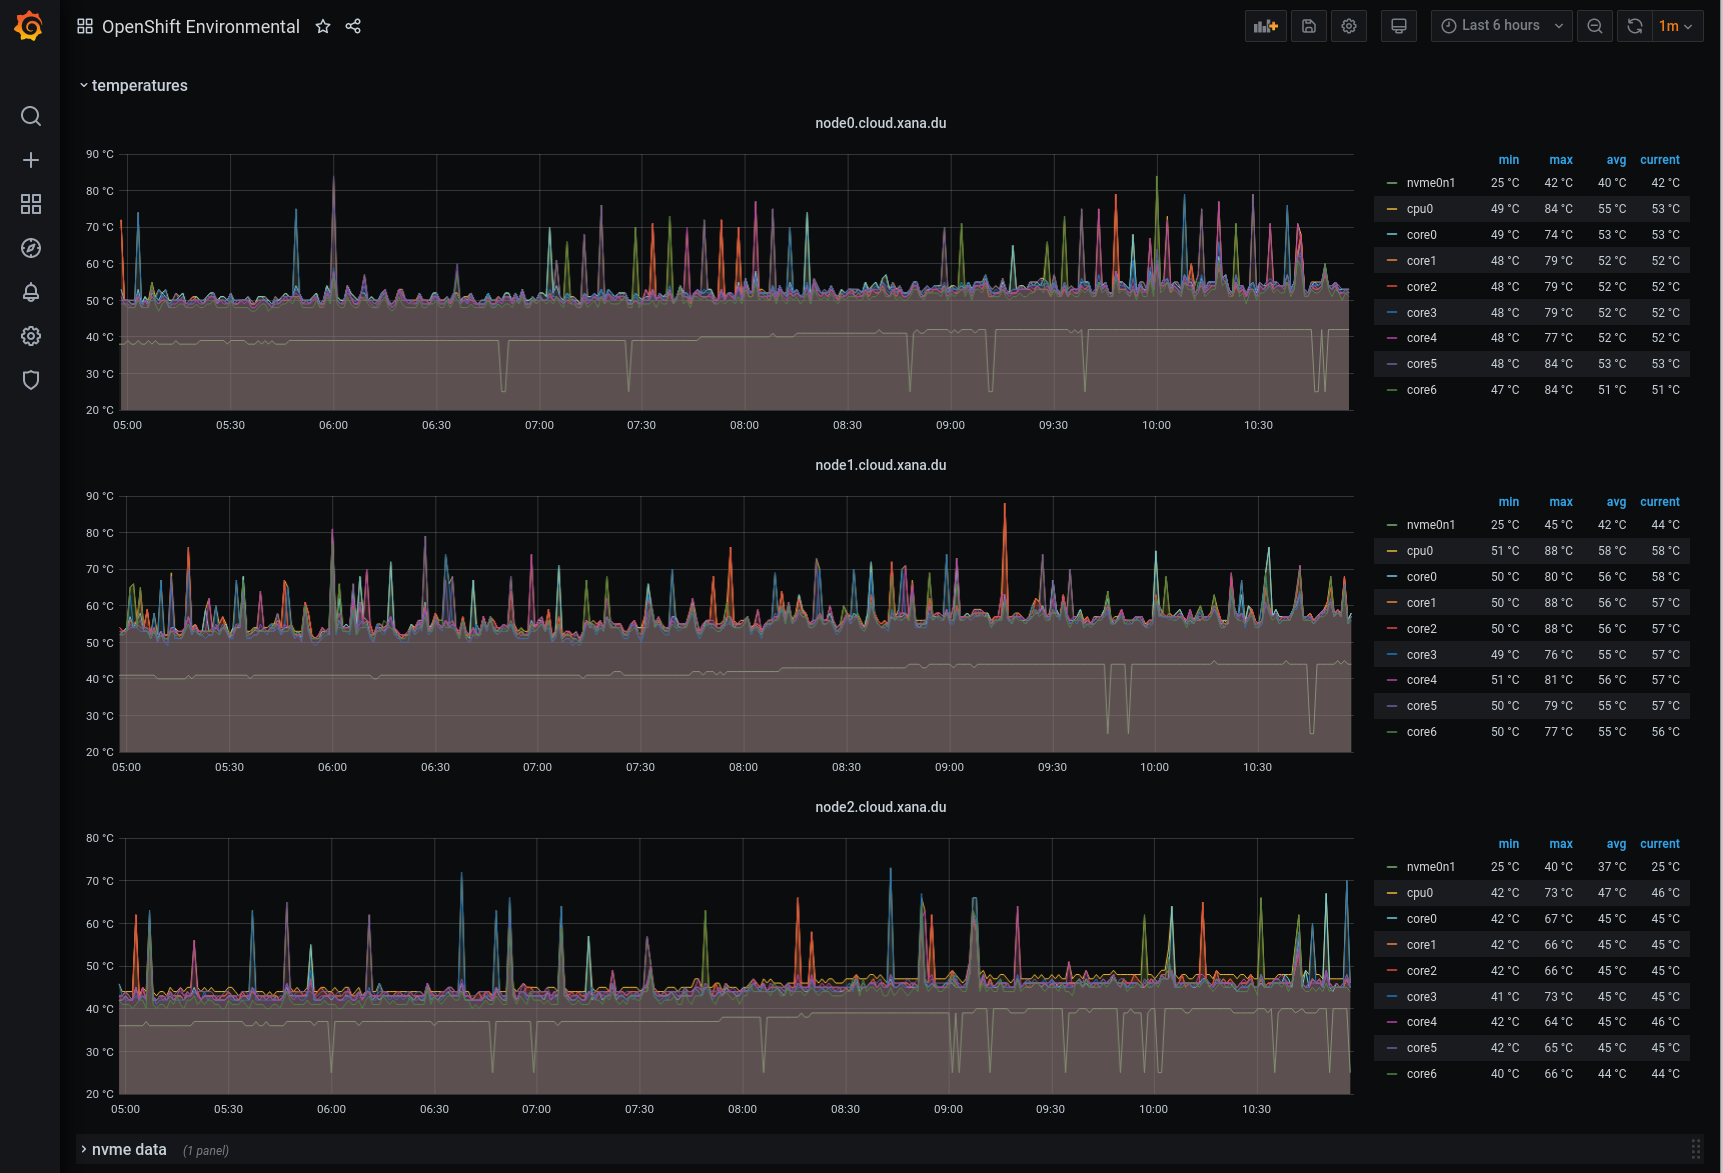 OpenShift Environmental
Last 6 hours
1m
temperatures
node0.cloud.xana.du
90 °C
80 °C
70 °C
60 °C
50 °C
40 °C
30 °C
20 °C
05:00 05:30 06:00 06:30 07:00 07:30 08:00 08:30 09:00 09:30 10:00 10:30
min max avg current
nvme0n1 25 °C 42 °C 40 °C 42 °C
cpu0 49 °C 84 °C 55 °C 53 °C
core0 49 °C 74 °C 53 °C 53 °C
core1 48 °C 79 °C 52 °C 52 °C
core2 48 °C 79 °C 52 °C 52 °C
core3 48 °C 79 °C 52 °C 52 °C
core4 48 °C 77 °C 52 °C 52 °C
core5 48 °C 84 °C 53 °C 53 °C
core6 47 °C 84 °C 51 °C 51 °C
node1.cloud.xana.du
90 °C
80 °C
70 °C
60 °C
50 °C
40 °C
30 °C
20 °C
05:00 05:30 06:00 06:30 07:00 07:30 08:00 08:30 09:00 09:30 10:00 10:30
min max avg current
nvme0n1 25 °C 45 °C 42 °C 44 °C
cpu0 51 °C 88 °C 58 °C 58 °C
core0 50 °C 80 °C 56 °C 58 °C
core1 50 °C 88 °C 56 °C 57 °C
core2 50 °C 88 °C 56 °C 57 °C
core3 49 °C 76 °C 55 °C 57 °C
core4 51 °C 81 °C 56 °C 57 °C
core5 50 °C 79 °C 55 °C 57 °C
core6 50 °C 77 °C 55 °C 56 °C
node2.cloud.xana.du
80 °C
70 °C
60 °C
50 °C
40 °C
30 °C
20 °C
05:00 05:30 06:00 06:30 07:00 07:30 08:00 08:30 09:00 09:30 10:00 10:30
min max avg current
nvme0n1 25 °C 40 °C 37 °C 25 °C
cpu0 42 °C 73 °C 47 °C 46 °C
core0 42 °C 67 °C 45 °C 45 °C
core1 42 °C 66 °C 45 °C 45 °C
core2 42 °C 66 °C 45 °C 45 °C
core3 41 °C 73 °C 45 °C 45 °C
core4 42 °C 64 °C 45 °C 46 °C
core5 42 °C 65 °C 45 °C 45 °C
core6 40 °C 66 °C 44 °C 44 °C
nvme data (1 panel)